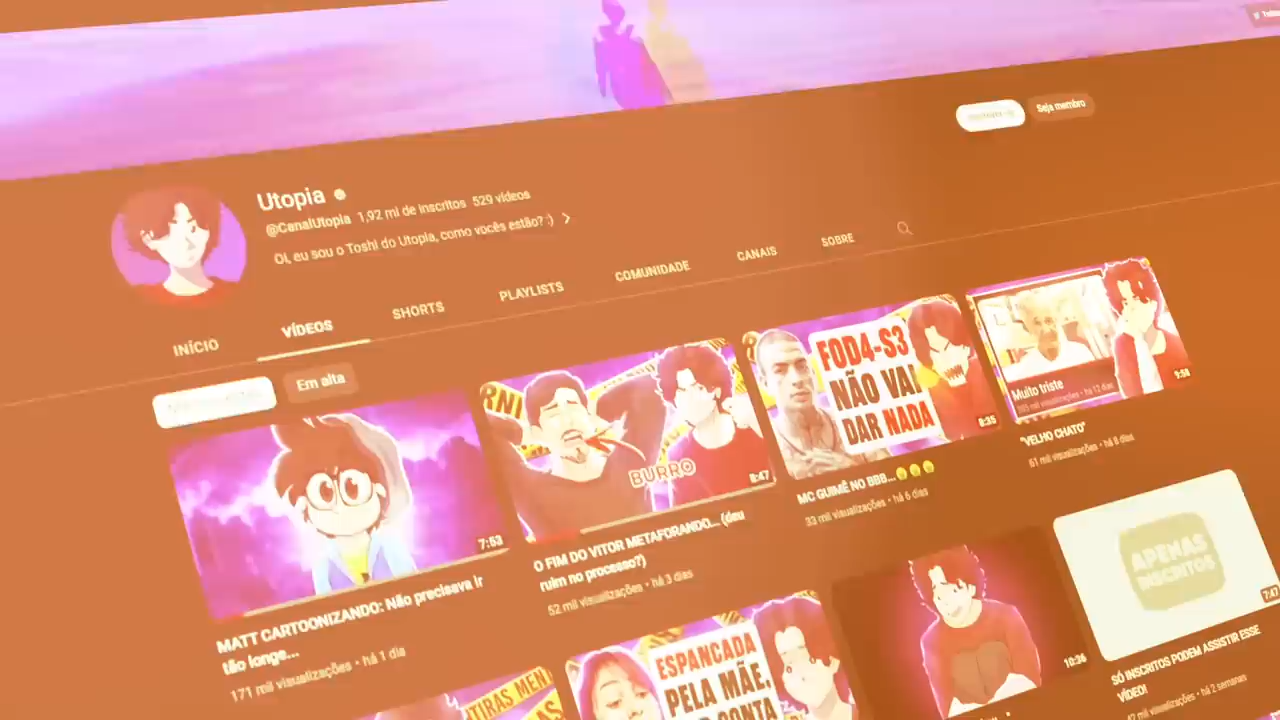 Utopia
@CanalUtopia 1,92 mi de inscritos 529 vídeos
Oi, eu sou o Toshi do Utopia, como vocês estão? :)
Seja membro
INÍCIO VÍDEOS SHORTS PLAYLISTS COMUNIDADE CANAIS SOBRE
Em alta
7:53
MATT CARTOONIZANDO: Não precisava ir
tão longe...
171 mil visualizações • há 1 dia
BURRO
8:47
O FIM DO VITOR METAFORANDO... (deu
ruim no processo?)
52 mil visualizações • há 3 dias
FOD4-S3
NÃO VAI
DAR NADA
8:35
MC GUIMÊ NO BBB...
33 mil visualizações • há 6 dias
Muito triste
9:58
"VELHO CHATO"
61 mil visualizações • há 8 dias
ESPANCADA
PELA MÃE,
CONTA
10:36
APENAS
INSCRITOS
7:47
SÓ INSCRITOS PODEM ASSISTIR ESSE
VÍDEO!
mil visualizações • há 2 semanas